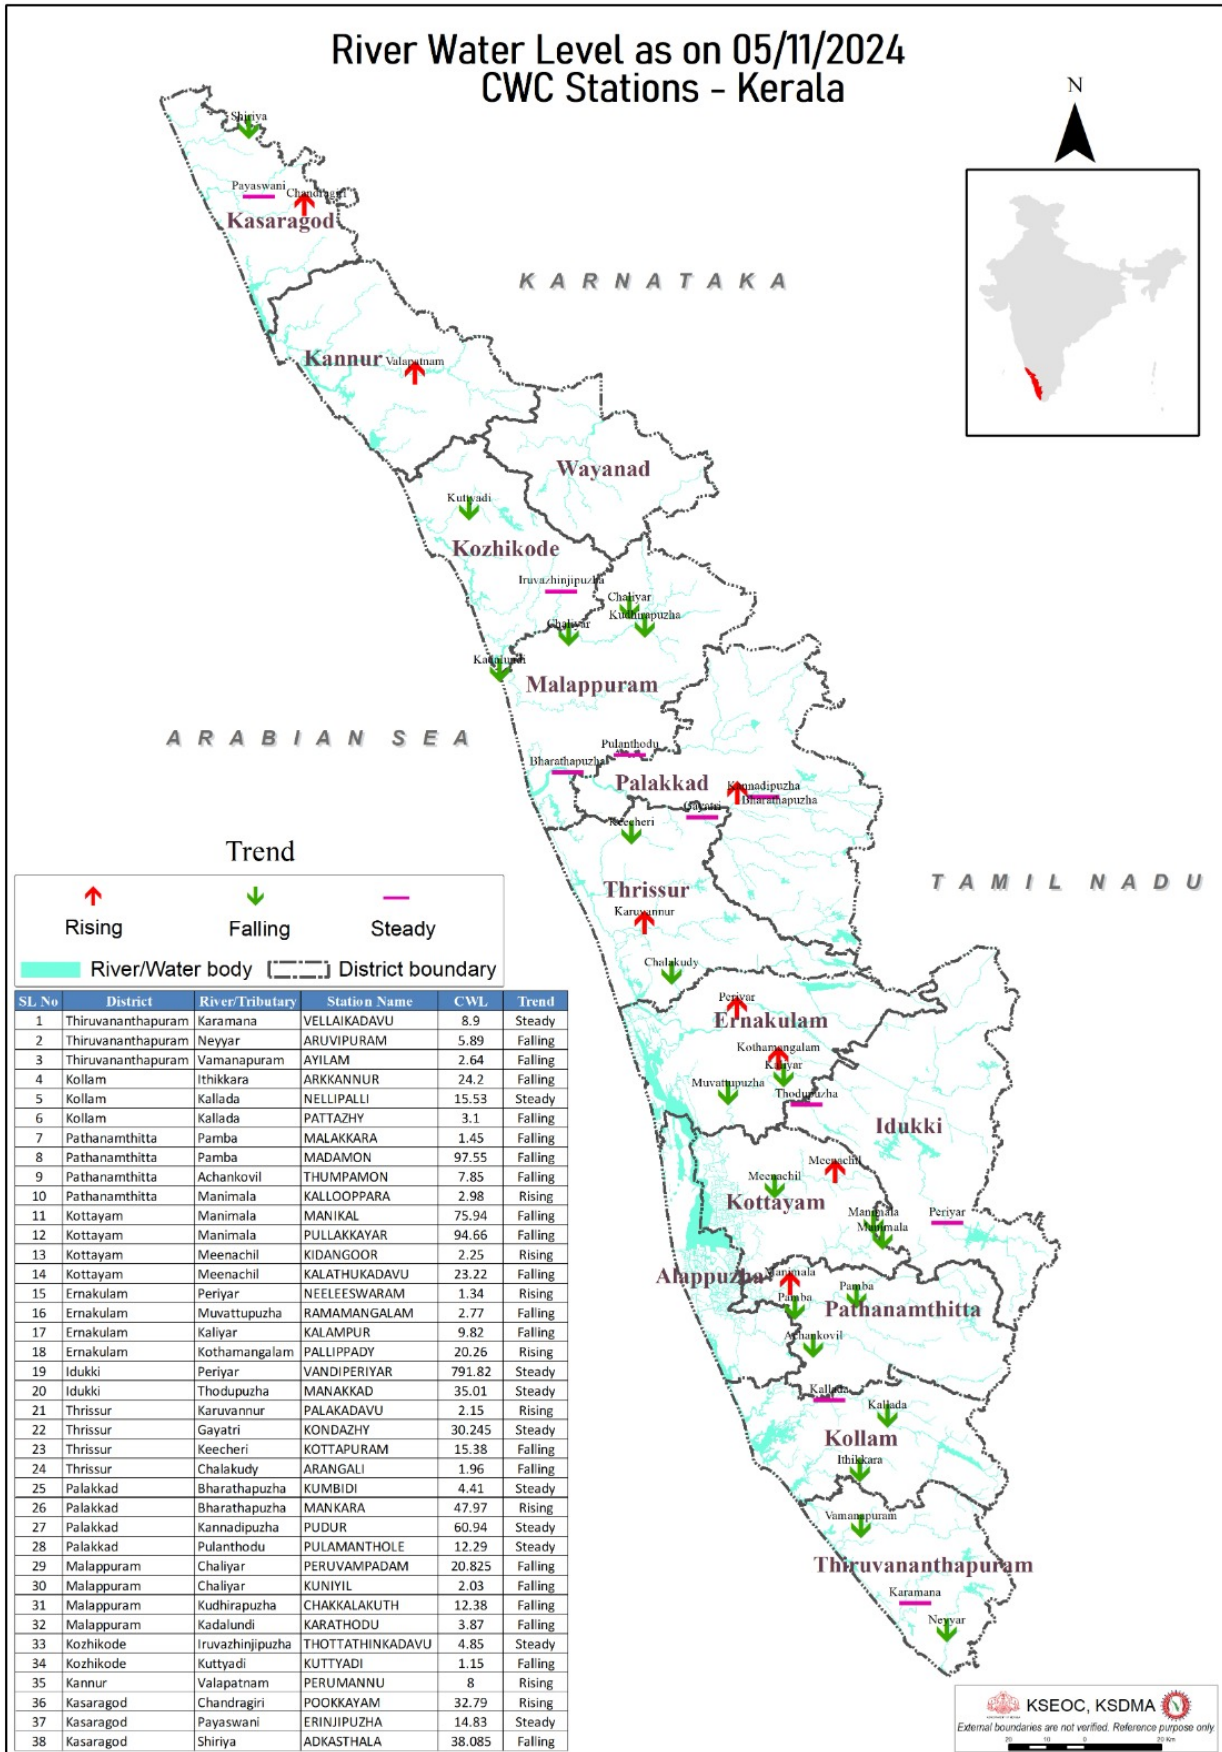 River Water Level as on 05/11/2024
CWC Stations - Kerala
N
Shiriya
Payaswani
Chandragiri
Kasaragod
KARNATAKA
Kannur
Valapatnam
Wayanad
Kuttyadi
Kozhikode
Iruvazhinjipuzha
Chaliyar
Kudhirapuzha
Chaliyar
Kadalundi
Malappuram
ARABIAN SEA
Pulanthodu
Bharathapuzha
Palakkad
Kannadipuzha
Bharathapuzha
Gayatri
Keecheri
Thrissur
Karuvannur
TAMIL NADU
Chalakudy
Periyar
Ernakulam
Kothamangalam
Kaliyar
Muvattupuzha
Thodupuzha
Idukki
Meenachil
Meenachil
Kottayam
Manimala
Manimala
Periyar
Alappuzha
Manimala
Pamba
Pamba
Pathanamthitta
Achankovil
Kallada
Kallada
Kollam
Ithikkara
Vamanapuram
Thiruvananthapuram
Karamana
Neyyar
Trend
Rising Falling Steady
River/Water body District boundary
SL No District River/Tributary Station Name CWL Trend
1 Thiruvananthapuram Karamana VELLAIKADAVU 8.9 Steady
2 Thiruvananthapuram Neyyar ARUVIPURAM 5.89 Falling
3 Thiruvananthapuram Vamanapuram AYILAM 2.64 Falling
4 Kollam Ithikkara ARKKANNUR 24.2 Falling
5 Kollam Kallada NELLIPALLI 15.53 Steady
6 Kollam Kallada PATTAZHY 3.1 Falling
7 Pathanamthitta Pamba MALAKKARA 1.45 Falling
8 Pathanamthitta Pamba MADAMON 97.55 Falling
9 Pathanamthitta Achankovil THUMPAMON 7.85 Falling
10 Pathanamthitta Manimala KALLOOPPARA 2.98 Rising
11 Kottayam Manimala MANIKAL 75.94 Falling
12 Kottayam Manimala PULLAKKAYAR 94.66 Falling
13 Kottayam Meenachil KIDANGOOR 2.25 Rising
14 Kottayam Meenachil KALATHUKADAVU 23.22 Falling
15 Ernakulam Periyar NEELEESWARAM 1.34 Rising
16 Ernakulam Muvattupuzha RAMAMANGALAM 2.77 Falling
17 Ernakulam Kaliyar KALAMPUR 9.82 Falling
18 Ernakulam Kothamangalam PALLIPPADY 20.26 Rising
19 Idukki Periyar VANDIPERIYAR 791.82 Steady
20 Idukki Thodupuzha MANAKKAD 35.01 Steady
21 Thrissur Karuvannur PALAKADAVU 2.15 Rising
22 Thrissur Gayatri KONDAZHY 30.245 Steady
23 Thrissur Keecheri KOTTAPURAM 15.38 Falling
24 Thrissur Chalakudy ARANGALI 1.96 Falling
25 Palakkad Bharathapuzha KUMBIDI 4.41 Steady
26 Palakkad Bharathapuzha MANKARA 47.97 Rising
27 Palakkad Kannadipuzha PUDUR 60.94 Steady
28 Palakkad Pulanthodu PULAMANTHOLE 12.29 Steady
29 Malappuram Chaliyar PERUVAMPADAM 20.825 Falling
30 Malappuram Chaliyar KUNIYIL 2.03 Falling
31 Malappuram Kudhirapuzha CHAKKALAKUTH 12.38 Falling
32 Malappuram Kadalundi KARATHODU 3.87 Falling
33 Kozhikode Iruvazhinjipuzha THOTTATHINKADAVU 4.85 Steady
34 Kozhikode Kuttyadi KUTTYADI 1.15 Falling
35 Kannur Valapatnam PERUMANNU 8 Rising
36 Kasaragod Chandragiri POOKKAYAM 32.79 Rising
37 Kasaragod Payaswani ERINJIPUZHA 14.83 Steady
38 Kasaragod Shiriya ADKASTHALA 38.085 Falling
KSEOC, KSDMA
External boundaries are not verified. Reference purpose only.
20 10 0 20 Km